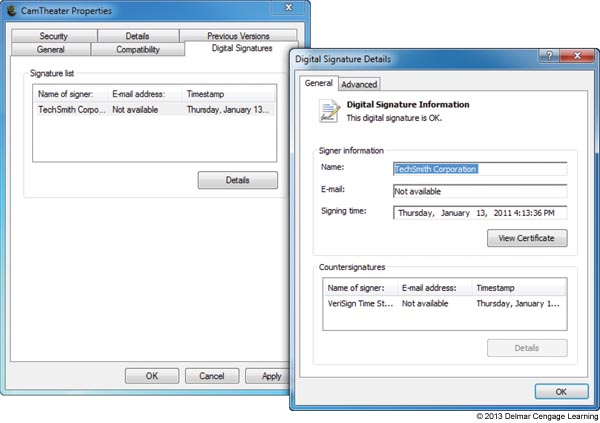 CamTheater Properties
Security Details Previous Versions
General Compatibility Digital Signatures
Signature list
Name of signer: E-mail address: Timestamp
TechSmith Corpo... Not available Thursday, January 13...
Details
OK Cancel Apply
Digital Signature Details
General Advanced
Digital Signature Information
This digital signature is OK.
Signer information
Name: TechSmith Corporation
E-mail: Not available
Signing time: Thursday, January 13, 2011 4:13:36 PM
View Certificate
Countersignatures
Name of signer: E-mail address: Timestamp
VeriSign Time St... Not available Thursday, January 1...
Details
OK
© 2013 Delmar Cengage Learning